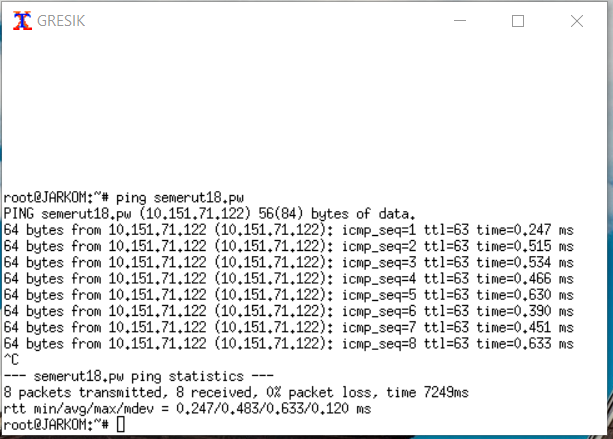 GRESIK
root@JARKOM:~# ping semerut18.pw
PING semerut18.pw (10.151.71.122) 56(84) bytes of data.
64 bytes from 10.151.71.122 (10.151.71.122): icmp_seq=1 ttl=63 time=0.247 ms
64 bytes from 10.151.71.122 (10.151.71.122): icmp_seq=2 ttl=63 time=0.515 ms
64 bytes from 10.151.71.122 (10.151.71.122): icmp_seq=3 ttl=63 time=0.534 ms
64 bytes from 10.151.71.122 (10.151.71.122): icmp_seq=4 ttl=63 time=0.466 ms
64 bytes from 10.151.71.122 (10.151.71.122): icmp_seq=5 ttl=63 time=0.630 ms
64 bytes from 10.151.71.122 (10.151.71.122): icmp_seq=6 ttl=63 time=0.390 ms
64 bytes from 10.151.71.122 (10.151.71.122): icmp_seq=7 ttl=63 time=0.451 ms
64 bytes from 10.151.71.122 (10.151.71.122): icmp_seq=8 ttl=63 time=0.633 ms
^C
--- semerut18.pw ping statistics ---
8 packets transmitted, 8 received, 0% packet loss, time 7249ms
rtt min/avg/max/mdev = 0.247/0.483/0.633/0.120 ms
root@JARKOM:~#